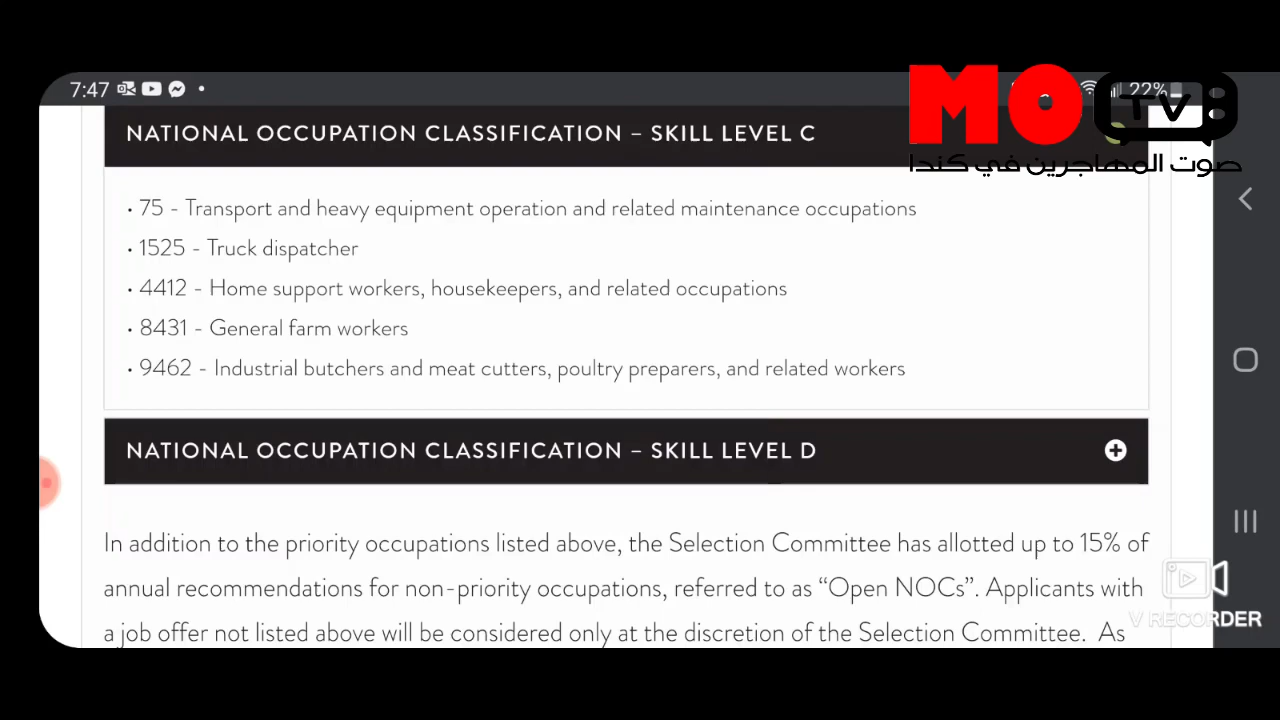 7:47
22%
MO TV
صوت المهاجرين في كندا
NATIONAL OCCUPATION CLASSIFICATION – SKILL LEVEL C
• 75 - Transport and heavy equipment operation and related maintenance occupations
• 1525 - Truck dispatcher
• 4412 - Home support workers, housekeepers, and related occupations
• 8431 - General farm workers
• 9462 - Industrial butchers and meat cutters, poultry preparers, and related workers
NATIONAL OCCUPATION CLASSIFICATION – SKILL LEVEL D
In addition to the priority occupations listed above, the Selection Committee has allotted up to 15% of
annual recommendations for non-priority occupations, referred to as “Open NOCs”. Applicants with
a job offer not listed above will be considered only at the discretion of the Selection Committee. As
V RECORDER